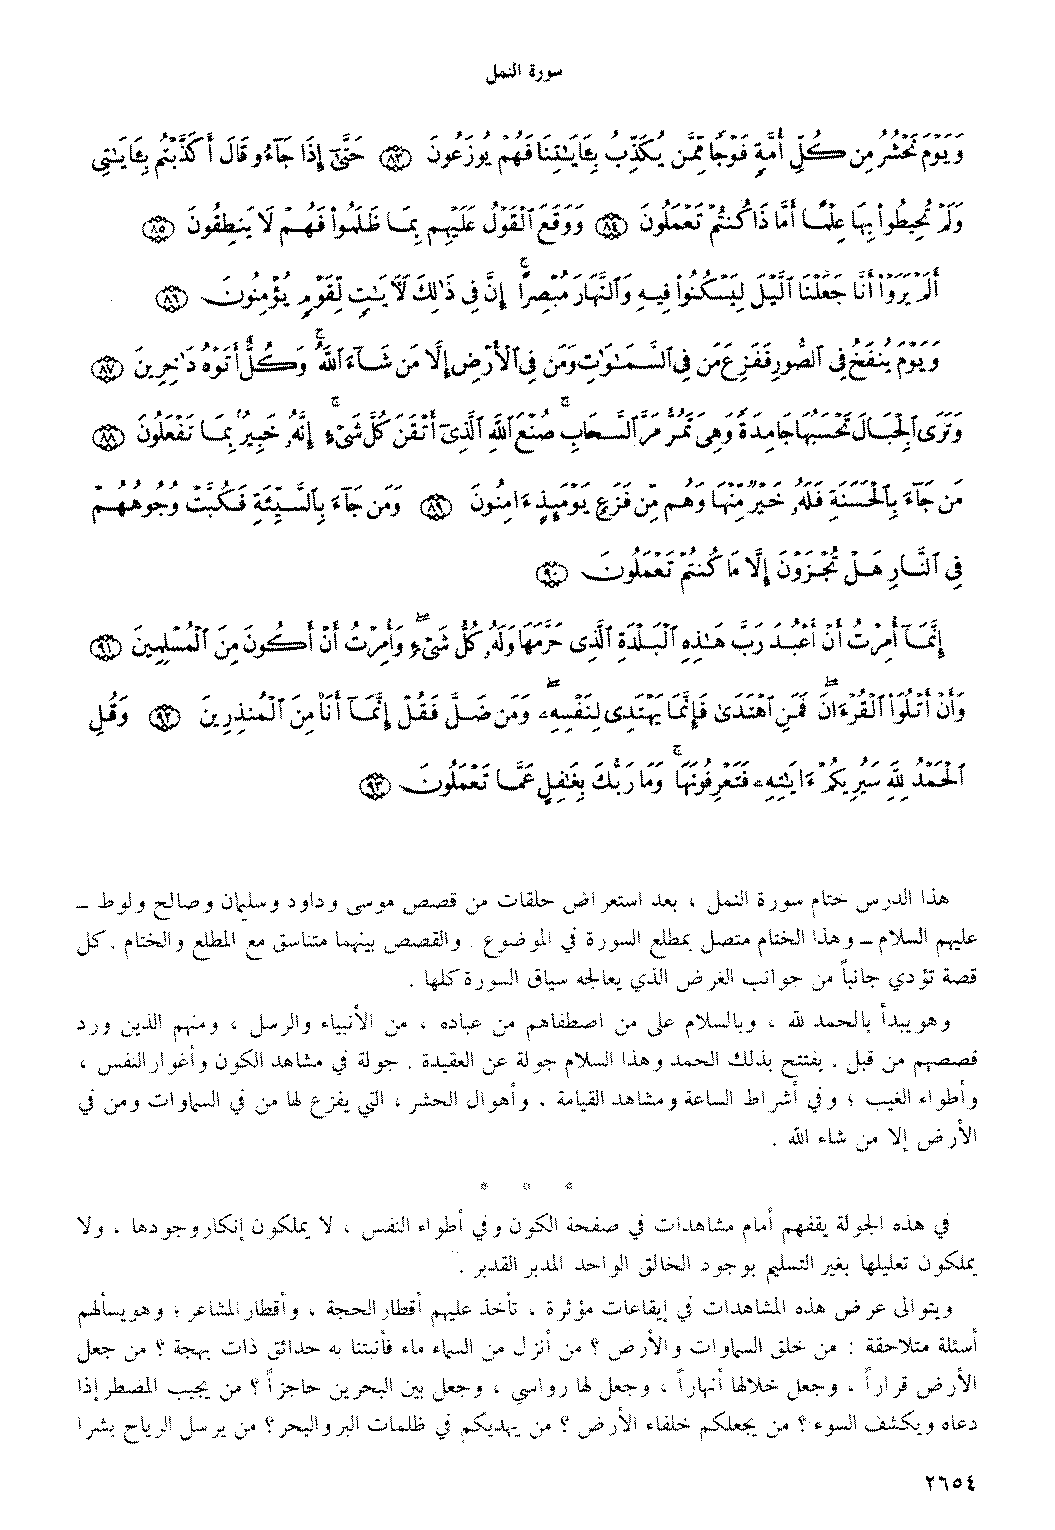 سورة النمل
وَيَوْمَ نَحْشُرُ مِن كُلِّ أُمَّةٍ فَوْجًا مِّمَّن يُكَذِّبُ بِـَٔايَـٰتِنَا فَهُمْ يُوزَعُونَ ﴿٨٣﴾ حَتَّىٰٓ إِذَا جَآءُو قَالَ أَكَذَّبْتُم بِـَٔايَـٰتِى
وَلَمْ تُحِيطُوا۟ بِهَا عِلْمًا أَمَّا ذَا كُنتُمْ تَعْمَلُونَ ﴿٨٤﴾ وَوَقَعَ ٱلْقَوْلُ عَلَيْهِم بِمَا ظَلَمُوا۟ فَهُمْ لَا يَنطِقُونَ ﴿٨٥﴾
أَلَمْ يَرَوْا۟ أَنَّا جَعَلْنَا ٱلَّيْلَ لِيَسْكُنُوا۟ فِيهِ وَٱلنَّهَارَ مُبْصِرًا ۚ إِنَّ فِى ذَٰلِكَ لَـَٔايَـٰتٍ لِّقَوْمٍ يُؤْمِنُونَ ﴿٨٦﴾
وَيَوْمَ يُنفَخُ فِى ٱلصُّورِ فَفَزِعَ مَن فِى ٱلسَّمَـٰوَٰتِ وَمَن فِى ٱلْأَرْضِ إِلَّا مَن شَآءَ ٱللَّهُ ۚ وَكُلٌّ أَتَوْهُ دَٰخِرِينَ ﴿٨٧﴾
وَتَرَى ٱلْجِبَالَ تَحْسَبُهَا جَامِدَةً وَهِىَ تَمُرُّ مَرَّ ٱلسَّحَابِ ۚ صُنْعَ ٱللَّهِ ٱلَّذِىٓ أَتْقَنَ كُلَّ شَىْءٍ ۚ إِنَّهُۥ خَبِيرٌۢ بِمَا تَفْعَلُونَ ﴿٨٨﴾
مَن جَآءَ بِٱلْحَسَنَةِ فَلَهُۥ خَيْرٌ مِّنْهَا وَهُم مِّن فَزَعٍ يَوْمَئِذٍ ءَامِنُونَ ﴿٨٩﴾ وَمَن جَآءَ بِٱلسَّيِّئَةِ فَكُبَّتْ وُجُوهُهُمْ
فِى ٱلنَّارِ هَلْ تُجْزَوْنَ إِلَّا مَا كُنتُمْ تَعْمَلُونَ ﴿٩٠﴾
إِنَّمَآ أُمِرْتُ أَنْ أَعْبُدَ رَبَّ هَـٰذِهِ ٱلْبَلْدَةِ ٱلَّذِى حَرَّمَهَا وَلَهُۥ كُلُّ شَىْءٍ ۖ وَأُمِرْتُ أَنْ أَكُونَ مِنَ ٱلْمُسْلِمِينَ ﴿٩١﴾
وَأَنْ أَتْلُوَا۟ ٱلْقُرْءَانَ ۖ فَمَنِ ٱهْتَدَىٰ فَإِنَّمَا يَهْتَدِى لِنَفْسِهِۦ ۖ وَمَن ضَلَّ فَقُلْ إِنَّمَآ أَنَا۠ مِنَ ٱلْمُنذِرِينَ ﴿٩٢﴾ وَقُلِ
ٱلْحَمْدُ لِلَّهِ سَيُرِيكُمْ ءَايَـٰتِهِۦ فَتَعْرِفُونَهَا ۚ وَمَا رَبُّكَ بِغَـٰفِلٍ عَمَّا تَعْمَلُونَ ﴿٩٣﴾
هذا الدرس ختام سورة النمل ، بعد استعراض حلقات من قصص موسى وداود وسليمان وصالح ولوط –
عليهم السلام – وهذا الختام متصل بمطلع السورة في الموضوع . والقصص بينهما متناسق مع المطلع والختام . كل
قصة تؤدي جانباً من جوانب الغرض الذي يعالجه سياق السورة كلها .
وهو يبدأ بالحمد لله ، وبالسلام على من اصطفاهم من عباده ، من الأنبياء والرسل ، ومنهم الذين ورد
قصصهم من قبل . يفتتح بذلك الحمد وهذا السلام جولة عن العقيدة . جولة في مشاهد الكون وأغوار النفس ،
وأطواء الغيب ؛ وفي أشراط الساعة ومشاهد القيامة . وأهوال الحشر ، التي يفزع لها من في السماوات ومن في
الأرض إلا من شاء الله .
* * *
في هذه الجولة يقفهم أمام مشاهدات في صفحة الكون وفي أطواء النفس ، لا يملكون إنكار وجودها ، ولا
يملكون تعليلها بغير التسليم بوجود الخالق الواحد المدبر القدير .
ويتوالى عرض هذه المشاهدات في إيقاعات مؤثرة ، تأخذ عليهم أقطار الحجة ، وأقطار المشاعر ؛ وهو يسألهم
أسئلة متلاحقة : من خلق السماوات والأرض ؟ من أنزل من السماء ماء فأنبتنا به حدائق ذات بهجة ؟ من جعل
الأرض قراراً ، وجعل خلالها أنهاراً ، وجعل لها رواسي ، وجعل بين البحرين حاجزاً ؟ من يجيب المضطر إذا
دعاه ويكشف السوء ؟ من يجعلكم خلفاء الأرض ؟ من يهديكم في ظلمات البر والبحر ؟ من يرسل الرياح بشرا
٢٦٥٤